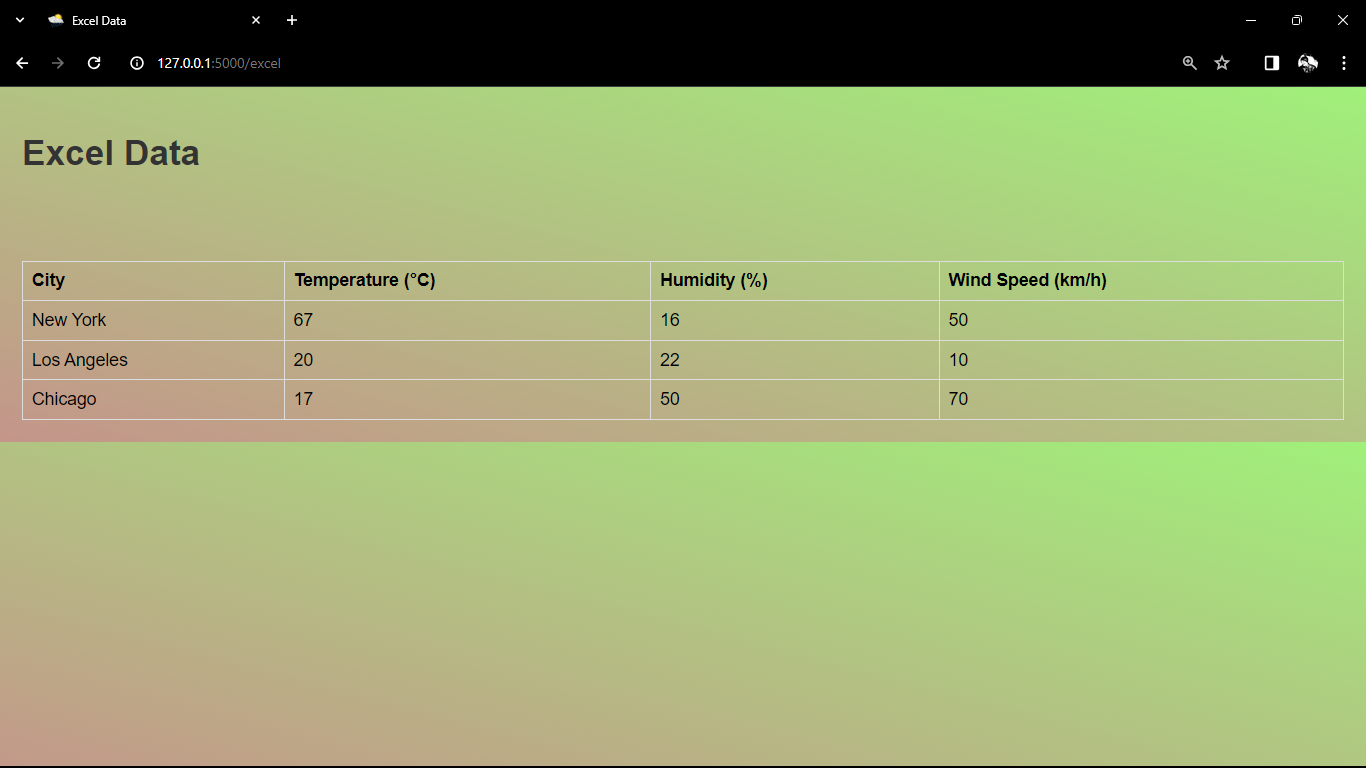 Excel Data
127.0.0.1:5000/excel
Excel Data
City Temperature (°C) Humidity (%) Wind Speed (km/h)
New York 67 16 50
Los Angeles 20 22 10
Chicago 17 50 70